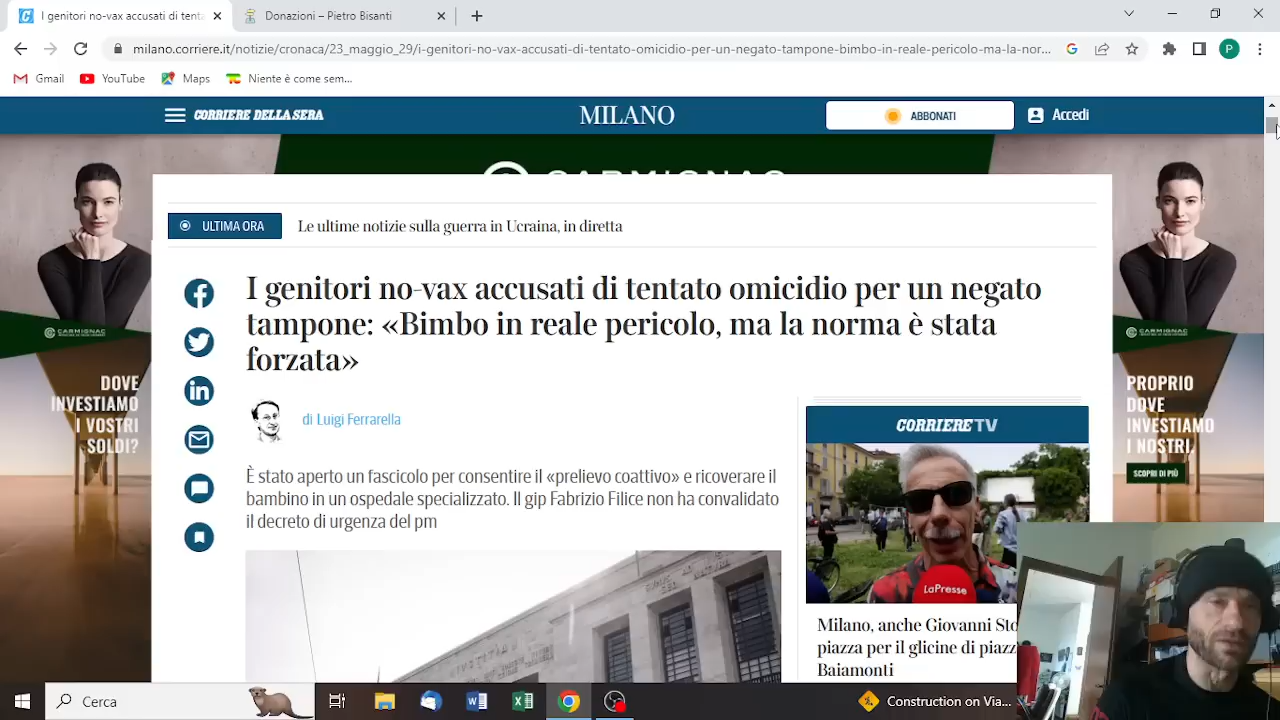 I genitori no-vax accusati di tenta
Donazioni – Pietro Bisanti
milano.corriere.it/notizie/cronaca/23_maggio_29/i-genitori-no-vax-accusati-di-tentato-omicidio-per-un-negato-tampone-bimbo-in-reale-pericolo-ma-la-nor...
P
Gmail
YouTube
Maps
Niente è come sem...
CORRIERE DELLA SERA
MILANO
ABBONATI
Accedi
CARMIGNAC
ULTIMA ORA
Le ultime notizie sulla guerra in Ucraina, in diretta
I genitori no-vax accusati di tentato omicidio per un negato
tampone: «Bimbo in reale pericolo, ma la norma è stata
forzata»
di Luigi Ferrarella
È stato aperto un fascicolo per consentire il «prelievo coattivo» e ricoverare il
bambino in un ospedale specializzato. Il gip Fabrizio Filice non ha convalidato
il decreto di urgenza del pm
CARMIGNAC
DOVE
INVESTIAMO
I VOSTRI
SOLDI?
CORRIERE TV
LaPresse
Milano, anche Giovanni Sto
piazza per il glicine di piazz
Baiamonti
CARMIGNAC
PROPRIO
DOVE
INVESTIAMO
I NOSTRI.
SCOPRI DI PIÙ
Cerca
Construction on Via...